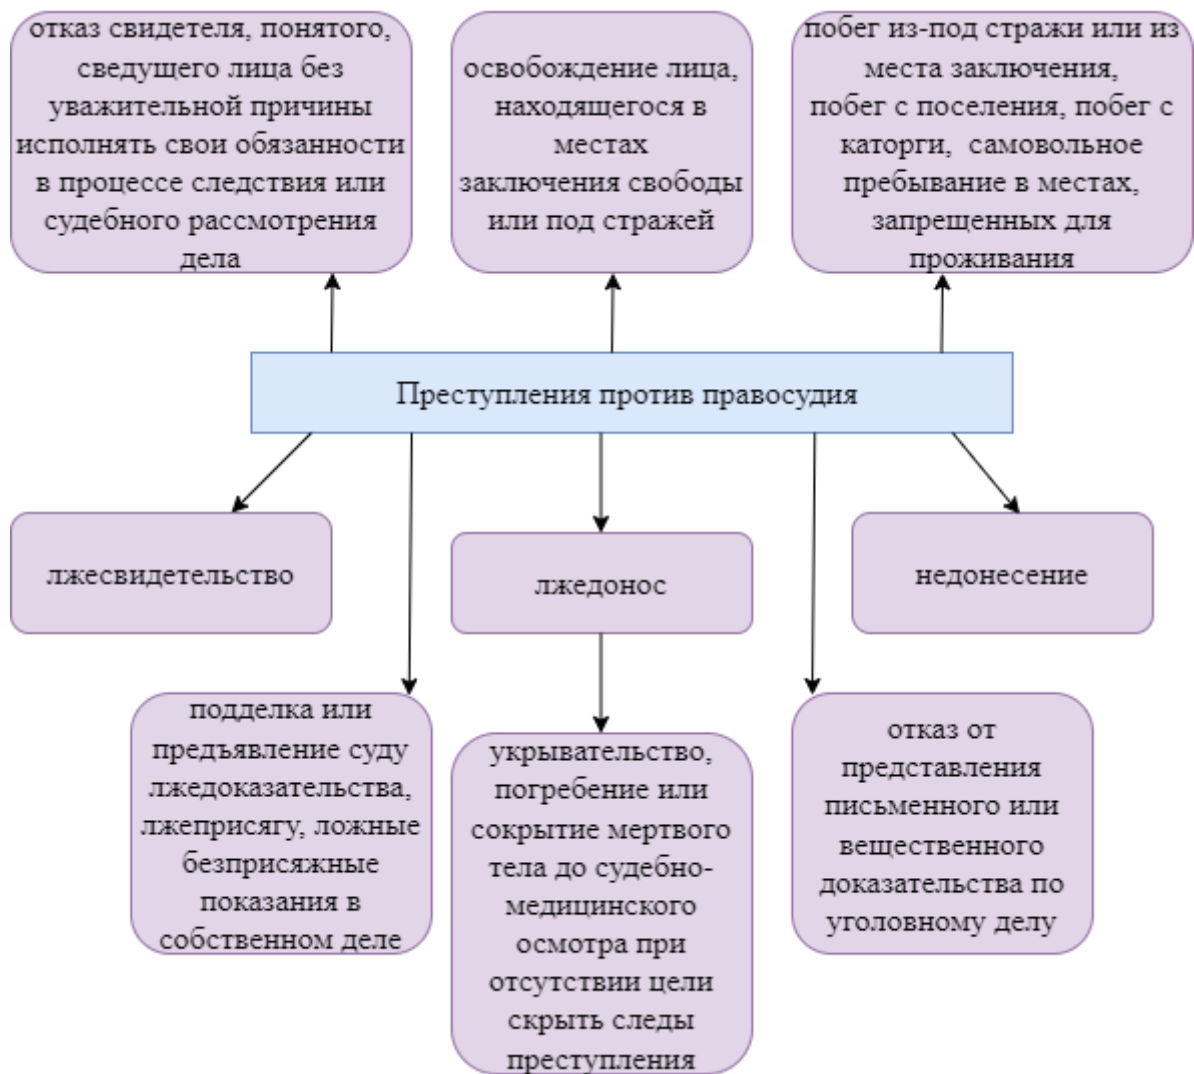 отказ свидетеля, понятого,
сведущего лица без
уважительной причины
исполнять свои обязанности
в процессе следствия или
судебного рассмотрения
дела
освобождение лица,
находящегося в
местах
заключения свободы
или под стражей
побег из-под стражи или из
места заключения,
побег с поселения, побег с
каторги, самовольное
пребывание в местах,
запрещенных для
проживания
Преступления против правосудия
лжесвидетельство
лжедонос
недонесение
подделка или
предъявление суду
лжедоказательства,
лжеприсягу, ложные
безприсяжные
показания в
собственном деле
укрывательство,
погребение или
сокрытие мертвого
тела до судебно-
медицинского
осмотра при
отсутствии цели
скрыть следы
преступления
отказ от
представления
письменного или
вещественного
доказательства по
уголовному делу